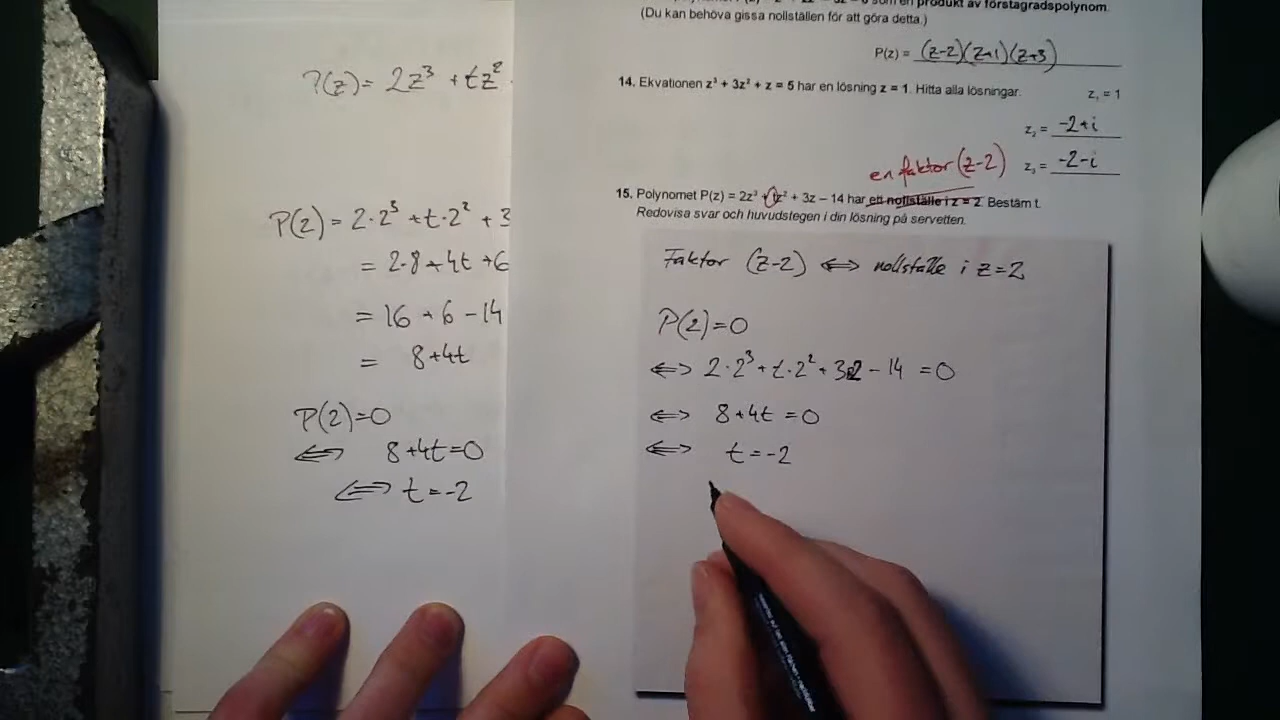 P(z) = 2z³ + tz²
P(2) = 2·2³ + t·2² + 3
= 2·8 + 4t + 6
= 16 + 6 − 14
= 8+4t
P(2)=0
⟺ 8+4t=0
⟺ t=-2
produkt av förstagradspolynom.
(Du kan behöva gissa nollställen för att göra detta.)
P(z) = (z-2)(z+1)(z+3)
14. Ekvationen z³ + 3z² + z = 5 har en lösning z = 1. Hitta alla lösningar. z₁ = 1
z₂ = -2+i
z₃ = -2-i
en faktor (z-2)
15. Polynomet P(z) = 2z³ + tz² + 3z – 14 har ett nollställe i z = 2. Bestäm t.
Redovisa svar och huvudstegen i din lösning på servetten.
Faktor (z-2) ⟺ nollställe i z=2
P(2)=0
⟺ 2·2³ + t·2² + 3·2 − 14 = 0
⟺ 8+4t = 0
⟺ t = -2